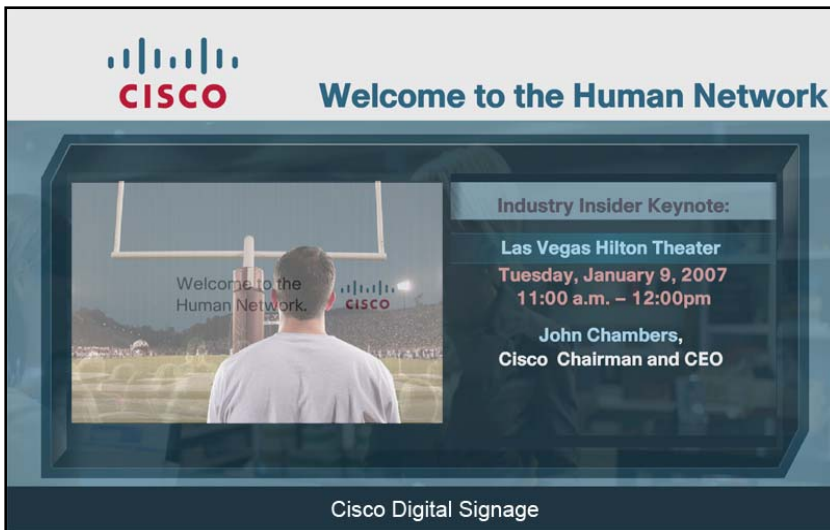 CISCO
Welcome to the Human Network
Welcome to the
Human Network.
CISCO
Industry Insider Keynote:
Las Vegas Hilton Theater
Tuesday, January 9, 2007
11:00 a.m. – 12:00pm
John Chambers,
Cisco Chairman and CEO
Cisco Digital Signage